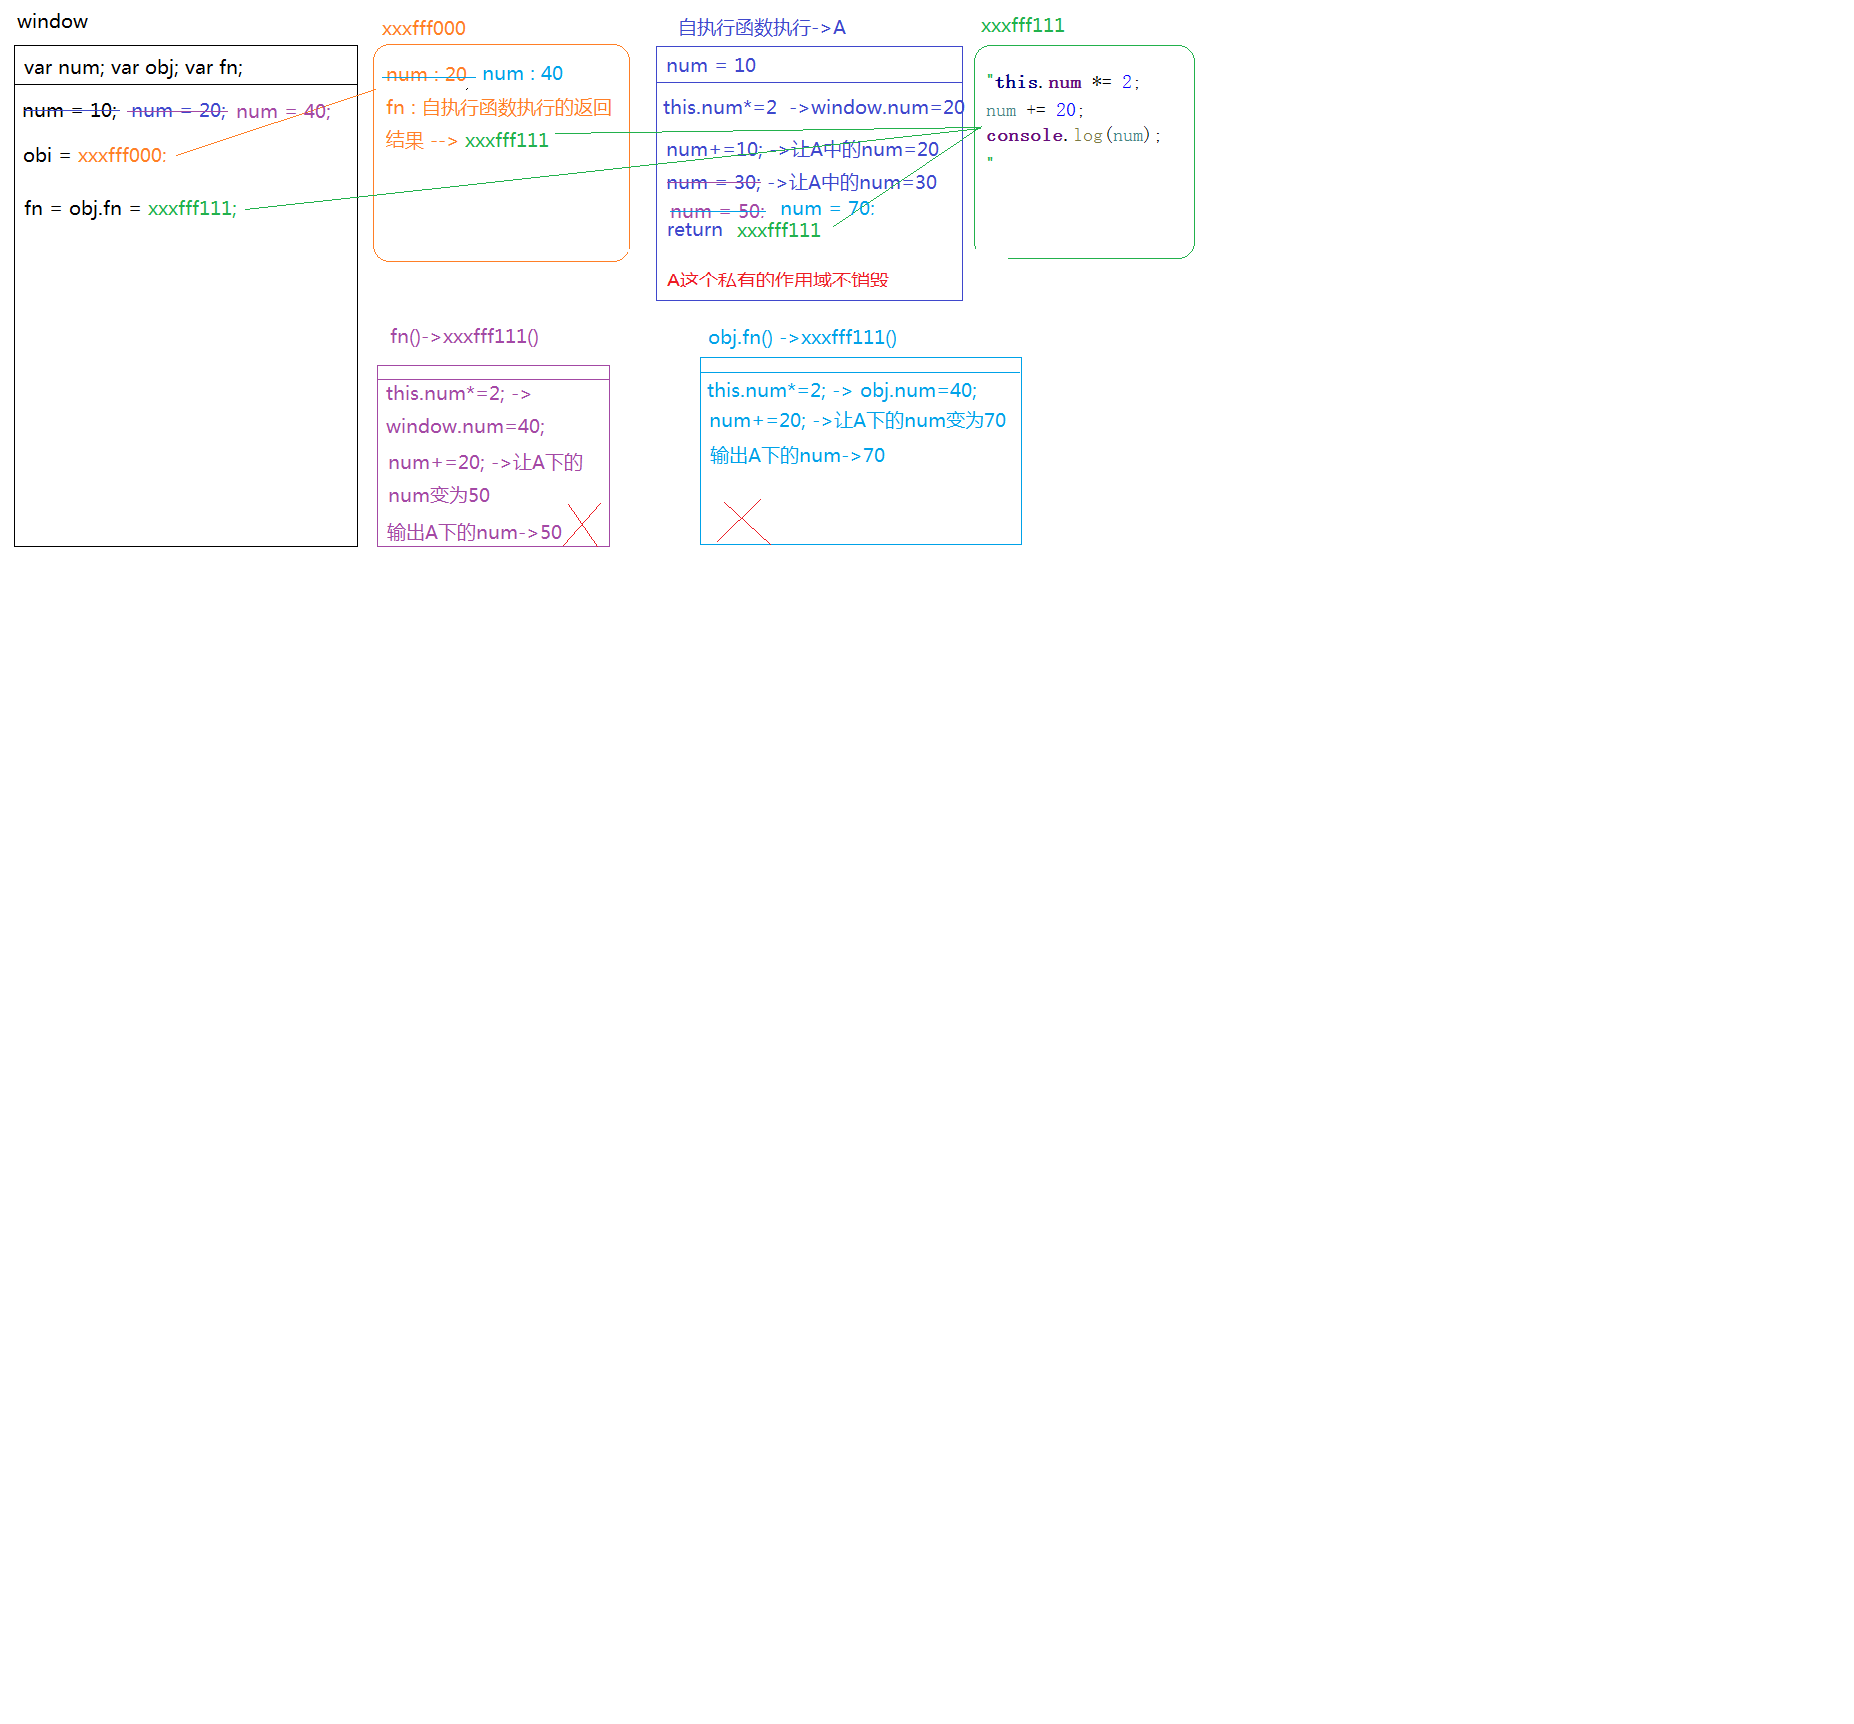 window
var num; var obj; var fn;
num = 10; num = 20; num = 40;
obj = xxxfff000;
fn = obj.fn = xxxfff111;
xxxfff000
num : 20 num : 40
fn : 自执行函数执行的返回
结果 --> xxxfff111
自执行函数执行->A
num = 10
this.num*=2 ->window.num=20
num+=10; ->让A中的num=20
num = 30; ->让A中的num=30
num = 50; num = 70;
return xxxfff111
A这个私有的作用域不销毁
xxxfff111
"this.num *= 2;
num += 20;
console.log(num);
"
fn()->xxxfff111()
this.num*=2; ->
window.num=40;
num+=20; ->让A下的
num变为50
输出A下的num->50
obj.fn() ->xxxfff111()
this.num*=2; -> obj.num=40;
num+=20; ->让A下的num变为70
输出A下的num->70